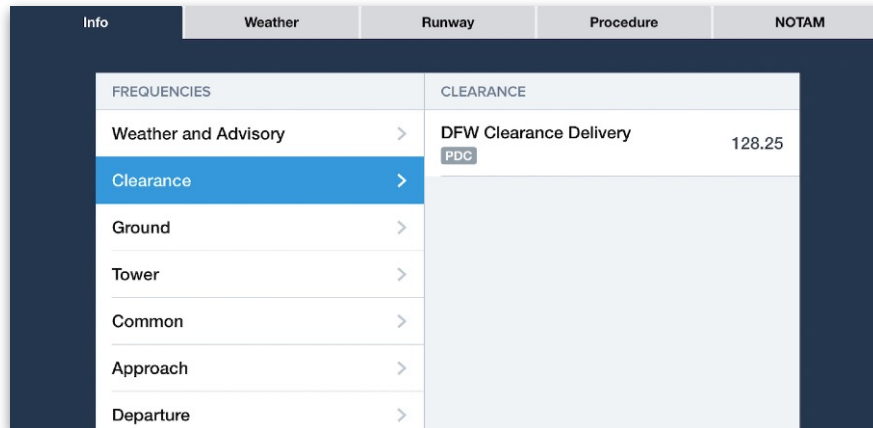 Info Weather Runway Procedure NOTAM
FREQUENCIES
Weather and Advisory
Clearance
Ground
Tower
Common
Approach
Departure
CLEARANCE
DFW Clearance Delivery 128.25
PDC